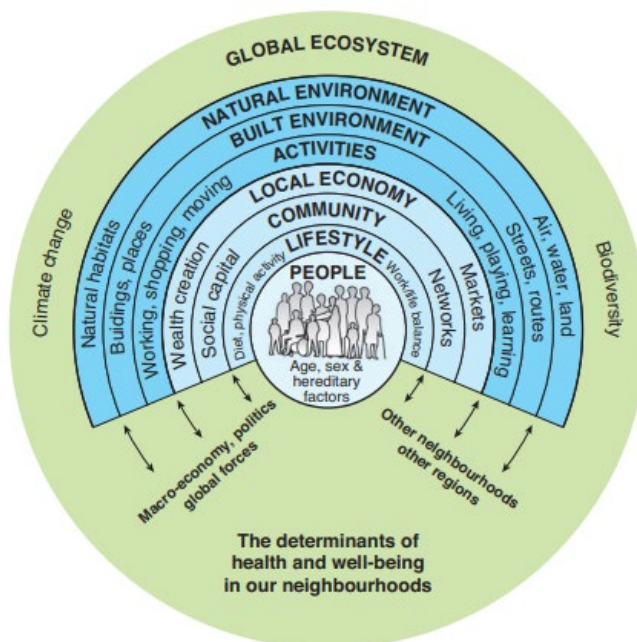 GLOBAL ECOSYSTEM
NATURAL ENVIRONMENT
BUILT ENVIRONMENT
ACTIVITIES
LOCAL ECONOMY
COMMUNITY
LIFESTYLE
PEOPLE
Age, sex &
hereditary
factors
Climate change
Natural habitats
Buidings, places
Working, shopping, moving
Wealth creation
Social capital
Diet, physical activity
Work/life balance
Networks
Markets
Living, playing, learning
Streets, routes
Air, water, land
Biodiversity
Macro-economy, politics
global forces
Other neighbourhoods
other regions
The determinants of
health and well-being
in our neighbourhoods